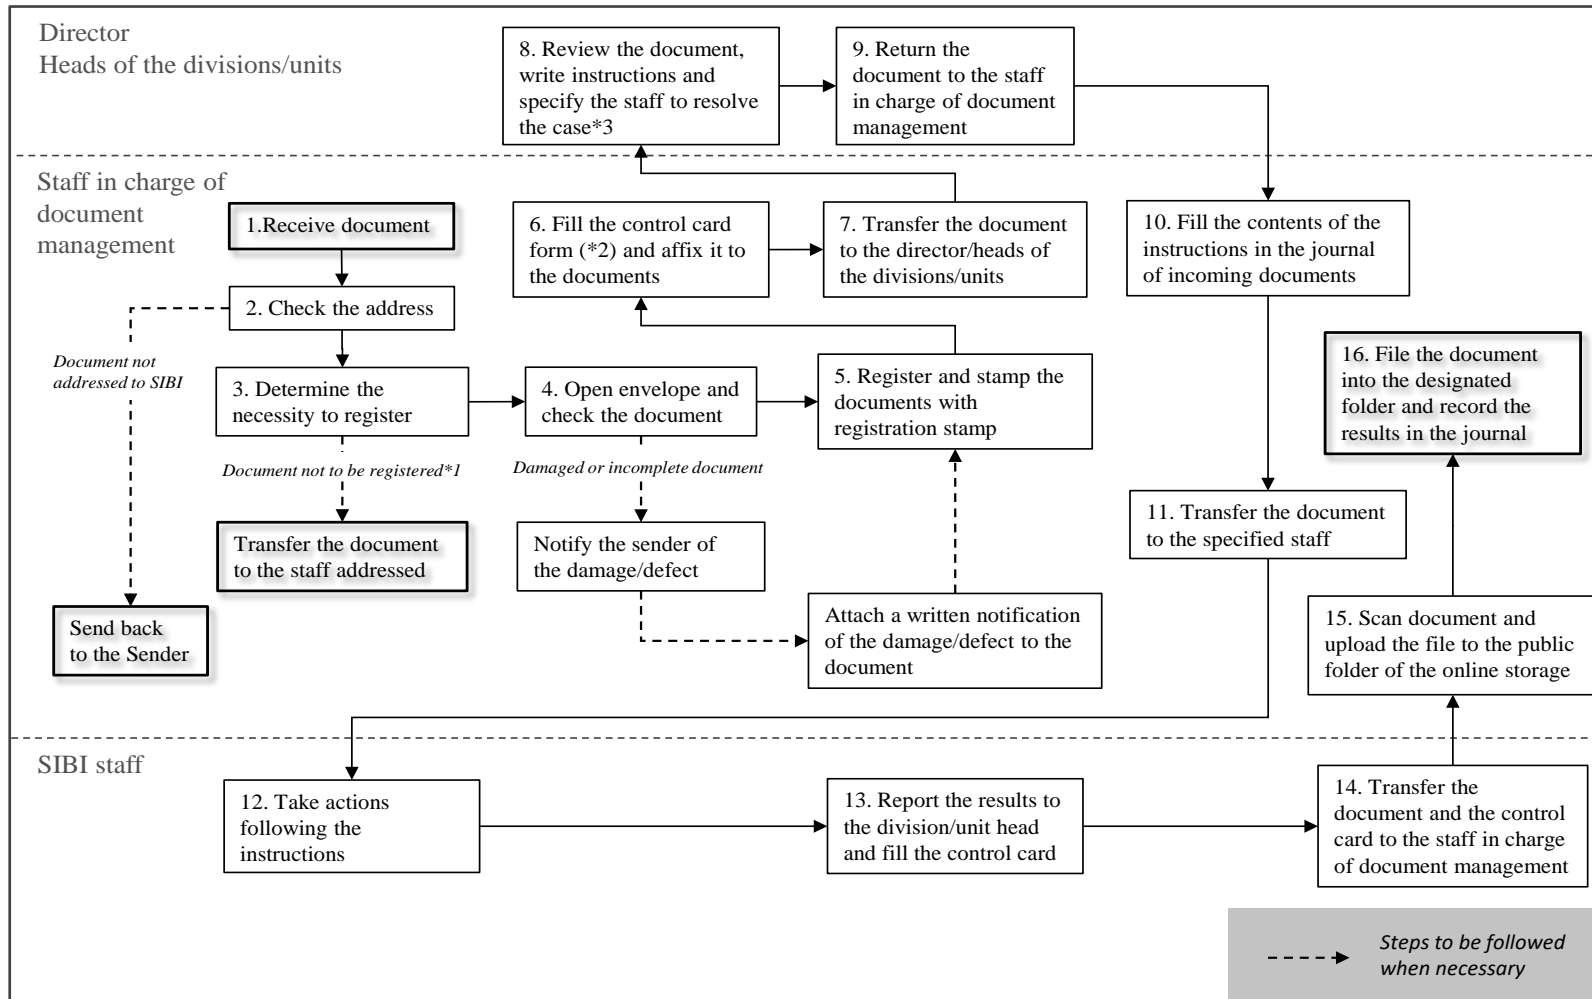 Director
Heads of the divisions/units
8. Review the document,
write instructions and
specify the staff to resolve
the case*3
9. Return the
document to the staff
in charge of document
management
Staff in charge of
document
management
1.Receive document
2. Check the address
Document not
addressed to SIBI
3. Determine the
necessity to register
Document not to be registered*1
Transfer the document
to the staff addressed
Send back
to the Sender
4. Open envelope and
check the document
Damaged or incomplete document
Notify the sender of
the damage/defect
Attach a written notification
of the damage/defect to the
document
5. Register and stamp the
documents with
registration stamp
6. Fill the control card
form (*2) and affix it to
the documents
7. Transfer the document
to the director/heads of
the divisions/units
10. Fill the contents of the
instructions in the journal
of incoming documents
11. Transfer the document
to the specified staff
16. File the document
into the designated
folder and record the
results in the journal
15. Scan document and
upload the file to the public
folder of the online storage
SIBI staff
12. Take actions
following the
instructions
13. Report the results to
the division/unit head
and fill the control card
14. Transfer the
document and the control
card to the staff in charge
of document management
Steps to be followed
when necessary